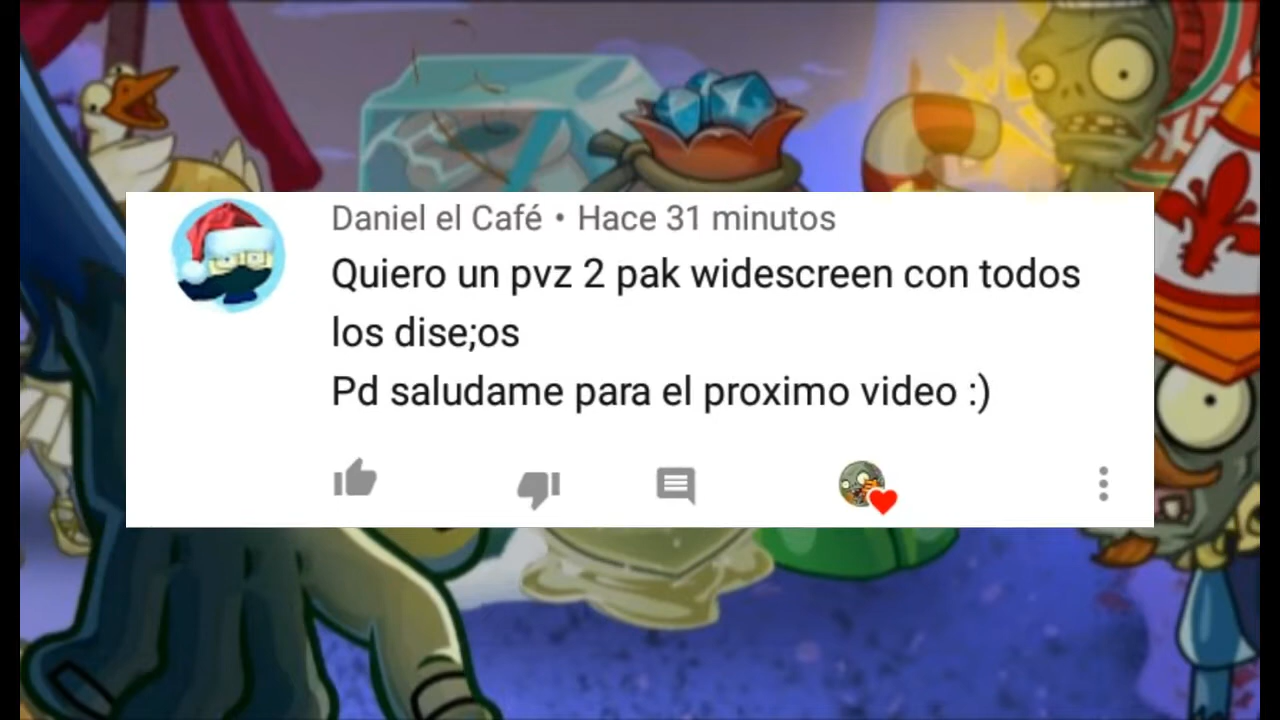 Daniel el Café • Hace 31 minutos
Quiero un pvz 2 pak widescreen con todos
los dise;os
Pd saludame para el proximo video :)